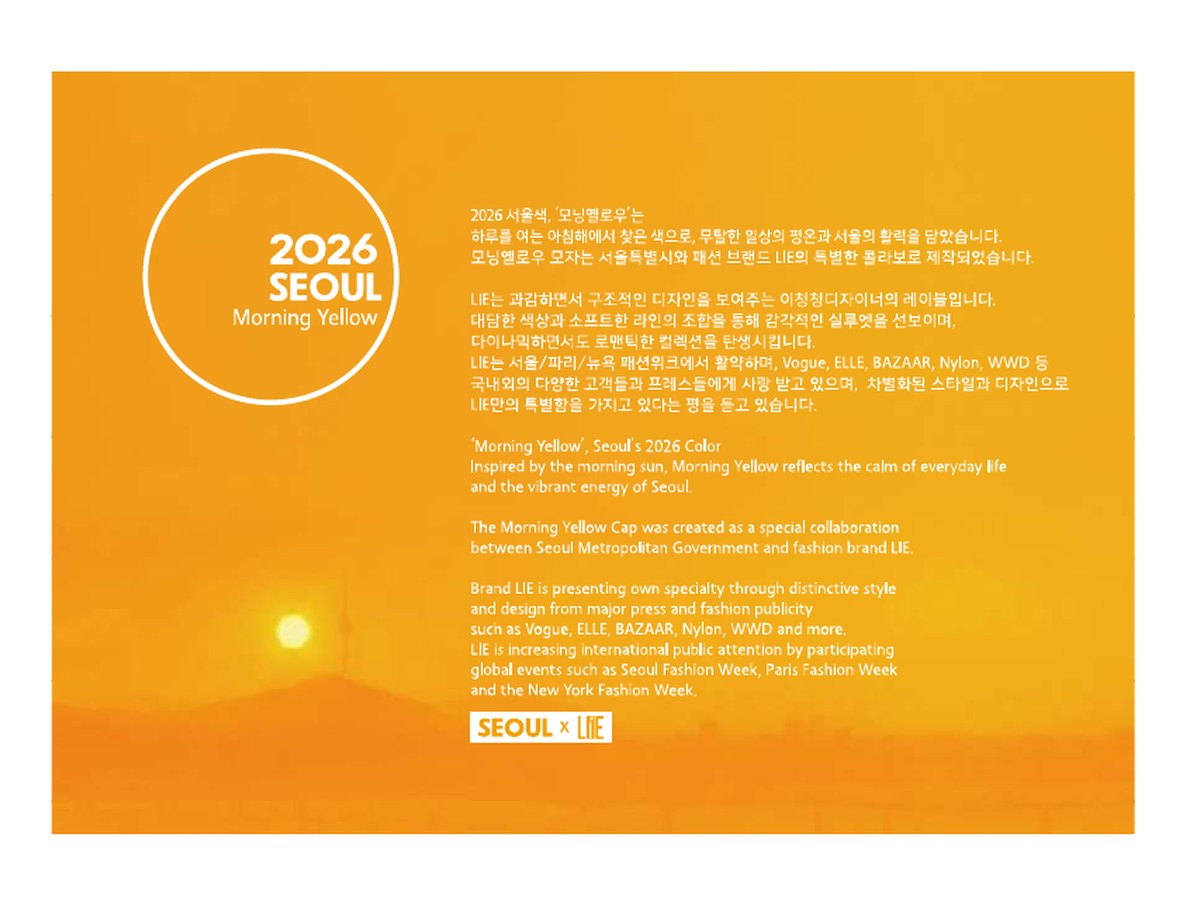 2026
SEOUL
Morning Yellow
2026 서울색, ‘모닝옐로우’는
하루를 여는 아침해에서 찾은 색으로, 무탈한 일상의 평온과 서울의 활력을 담았습니다.
모닝옐로우 모자는 서울특별시와 패션 브랜드 LIE의 특별한 콜라보로 제작되었습니다.
LIE는 과감하면서 구조적인 디자인을 보여주는 이청청디자이너의 레이블입니다.
대담한 색상과 소프트한 라인의 조합을 통해 감각적인 실루엣을 선보이며,
다이나믹하면서도 로맨틱한 컬렉션을 탄생시킵니다.
LIE는 서울/파리/뉴욕 패션위크에서 활약하며, Vogue, ELLE, BAZAAR, Nylon, WWD 등
국내외의 다양한 고객들과 프레스들에게 사랑 받고 있으며, 차별화된 스타일과 디자인으로
LIE만의 특별함을 가지고 있다는 평을 듣고 있습니다.
‘Morning Yellow’, Seoul's 2026 Color
Inspired by the morning sun, Morning Yellow reflects the calm of everyday life
and the vibrant energy of Seoul.
The Morning Yellow Cap was created as a special collaboration
between Seoul Metropolitan Government and fashion brand LIE.
Brand LIE is presenting own specialty through distinctive style
and design from major press and fashion publicity
such as Vogue, ELLE, BAZAAR, Nylon, WWD and more.
LIE is increasing international public attention by participating
global events such as Seoul Fashion Week, Paris Fashion Week
and the New York Fashion Week.
SEOUL x LIE